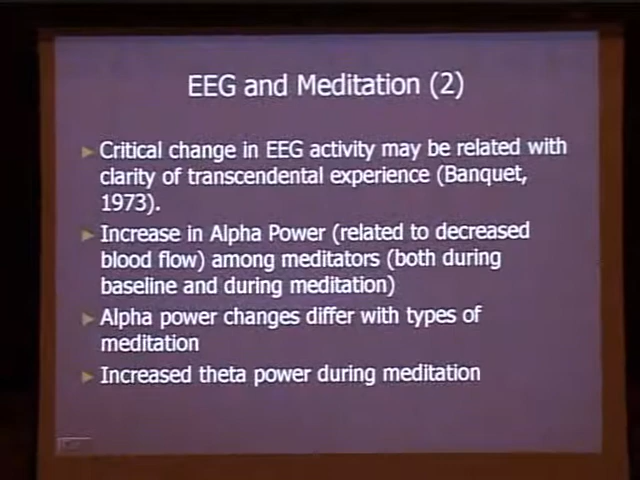 EEG and Meditation (2)
Critical change in EEG activity may be related with
clarity of transcendental experience (Banquet,
1973).
Increase in Alpha Power (related to decreased
blood flow) among meditators (both during
baseline and during meditation)
Alpha power changes differ with types of
meditation
Increased theta power during meditation